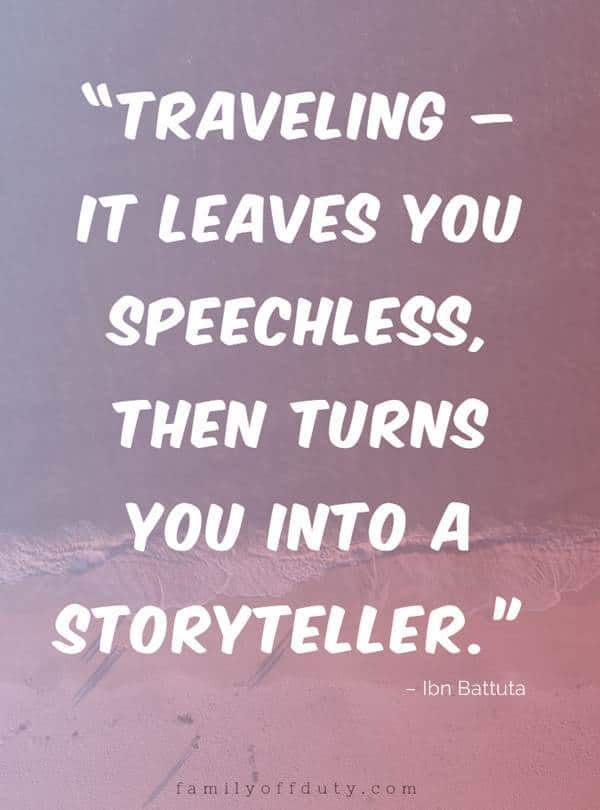 “TRAVELING –
IT LEAVES YOU
SPEECHLESS,
THEN TURNS
YOU INTO A
STORYTELLER.”
– Ibn Battuta
familyoffduty.com